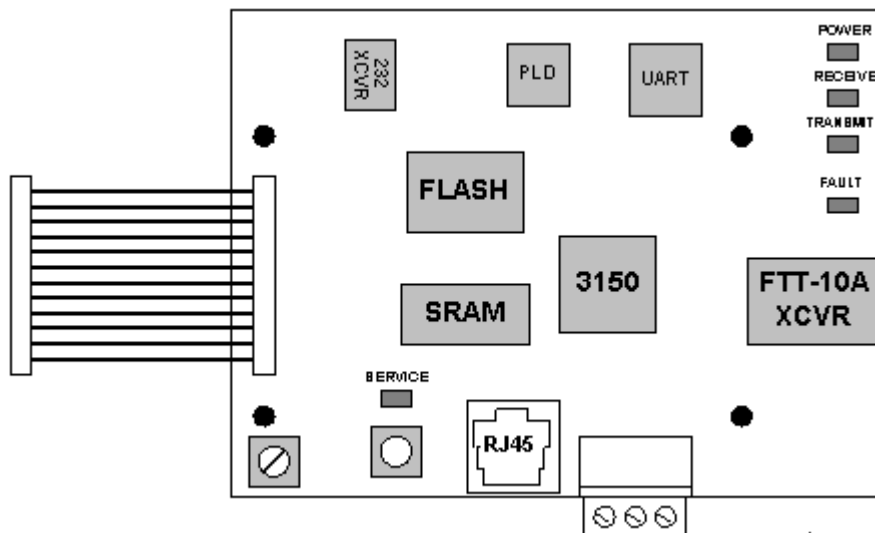 POWER
232
XCVR
PLD
UART
RECEIVE
TRANSMIT
FAULT
FLASH
3150
FTT-10A
XCVR
SRAM
SERVICE
RJ45